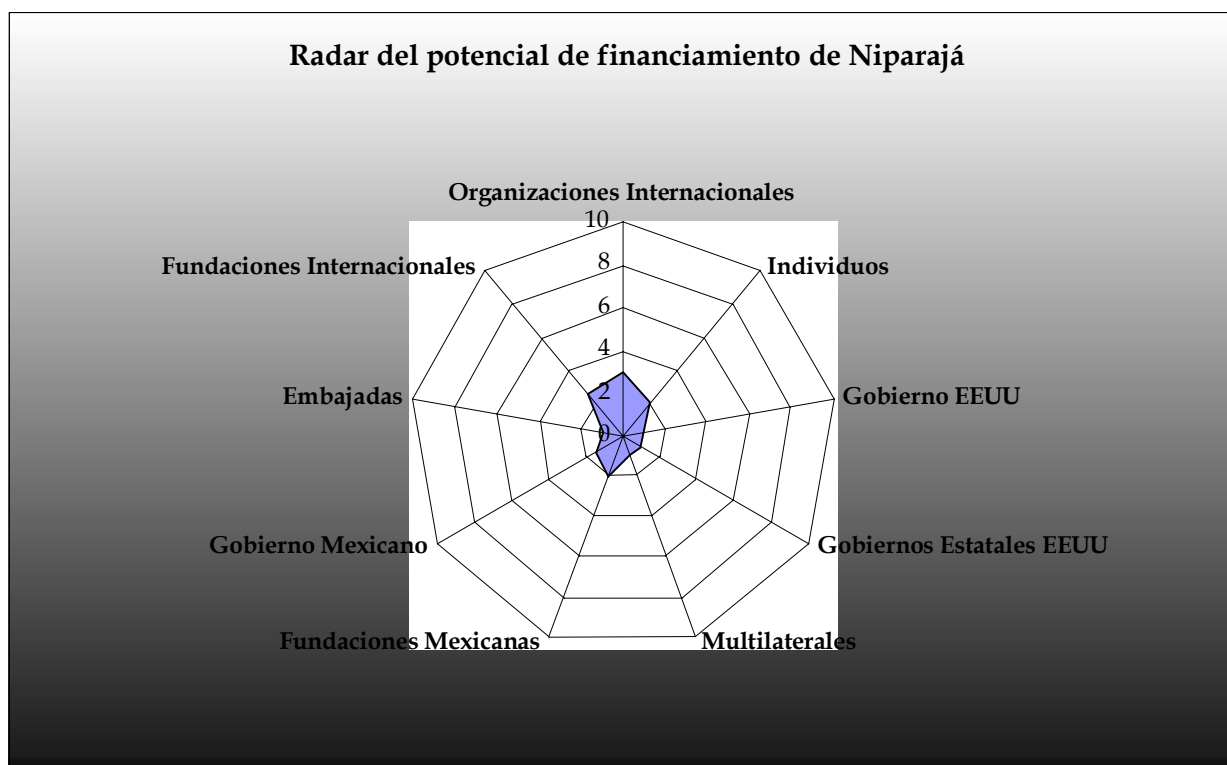 Radar del potencial de financiamiento de Niparajá
Organizaciones Internacionales
10
Fundaciones Internacionales
8
Individuos
6
4
Embajadas
2
Gobierno EEUU
0
Gobierno Mexicano
Gobiernos Estatales EEUU
Fundaciones Mexicanas
Multilaterales